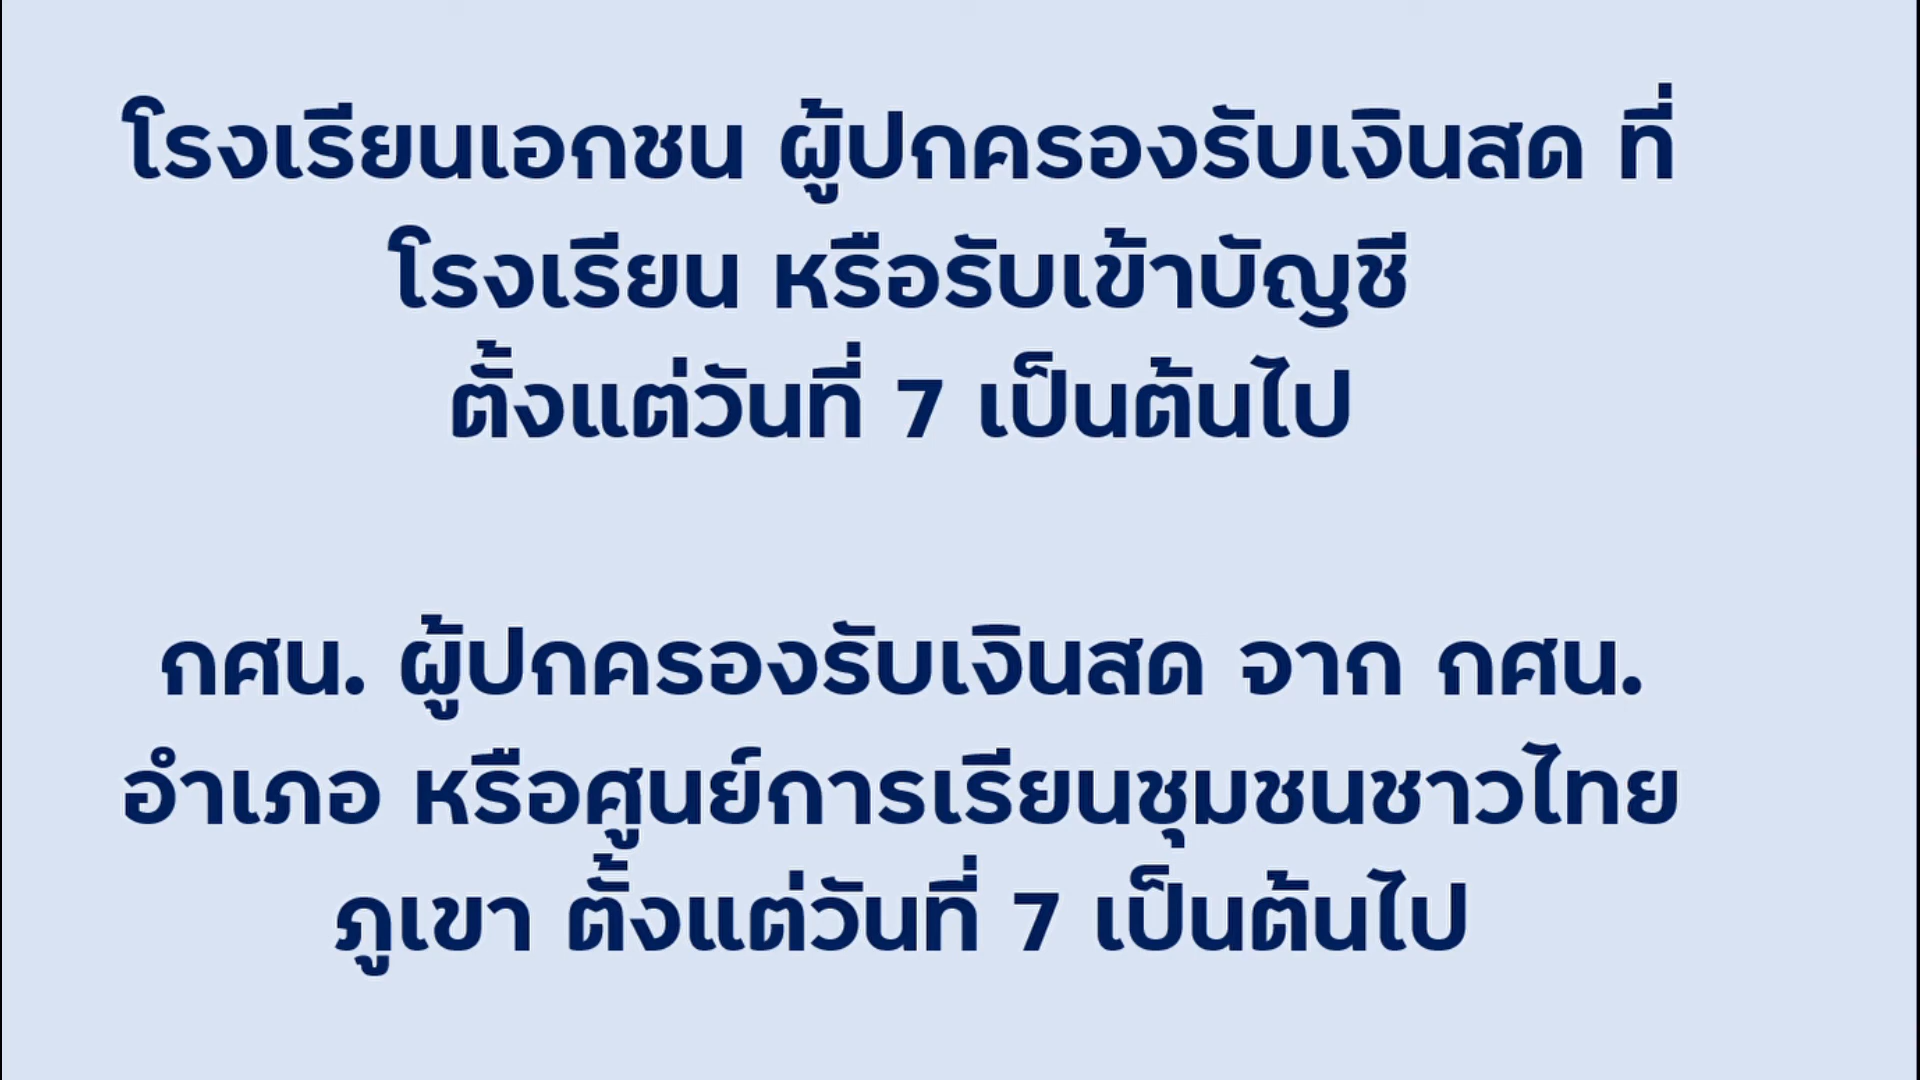 โรงเรียนเอกชน ผู้ปกครองรับเงินสด ที่
โรงเรียน หรือรับเข้าบัญชี
ตั้งแต่วันที่ 7 เป็นต้นไป
กศน. ผู้ปกครองรับเงินสด จาก กศน.
อำเภอ หรือศูนย์การเรียนชุมชนชาวไทย
ภูเขา ตั้งแต่วันที่ 7 เป็นต้นไป